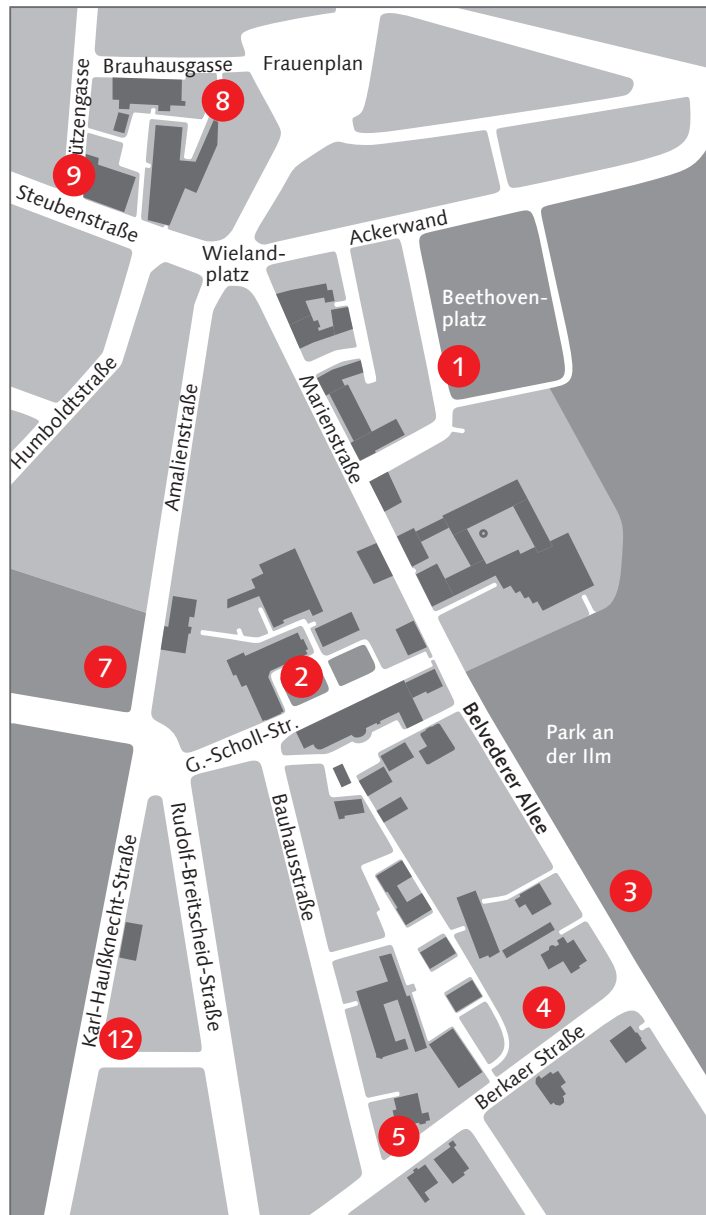 Brauhausgasse
Frauenplan
8
ützengasse
9
Steubenstraße
Ackerwand
Wieland-
platz
Beethoven-
platz
1
Humboldtstraße
Amalienstraße
Marienstraße
7
2
G.-Scholl-Str.
Belvederer Allee
Park an
der Ilm
Bauhausstraße
Rudolf-Breitscheid-Straße
Karl-Haußknecht-Straße
3
4
12
Berkaer Straße
5